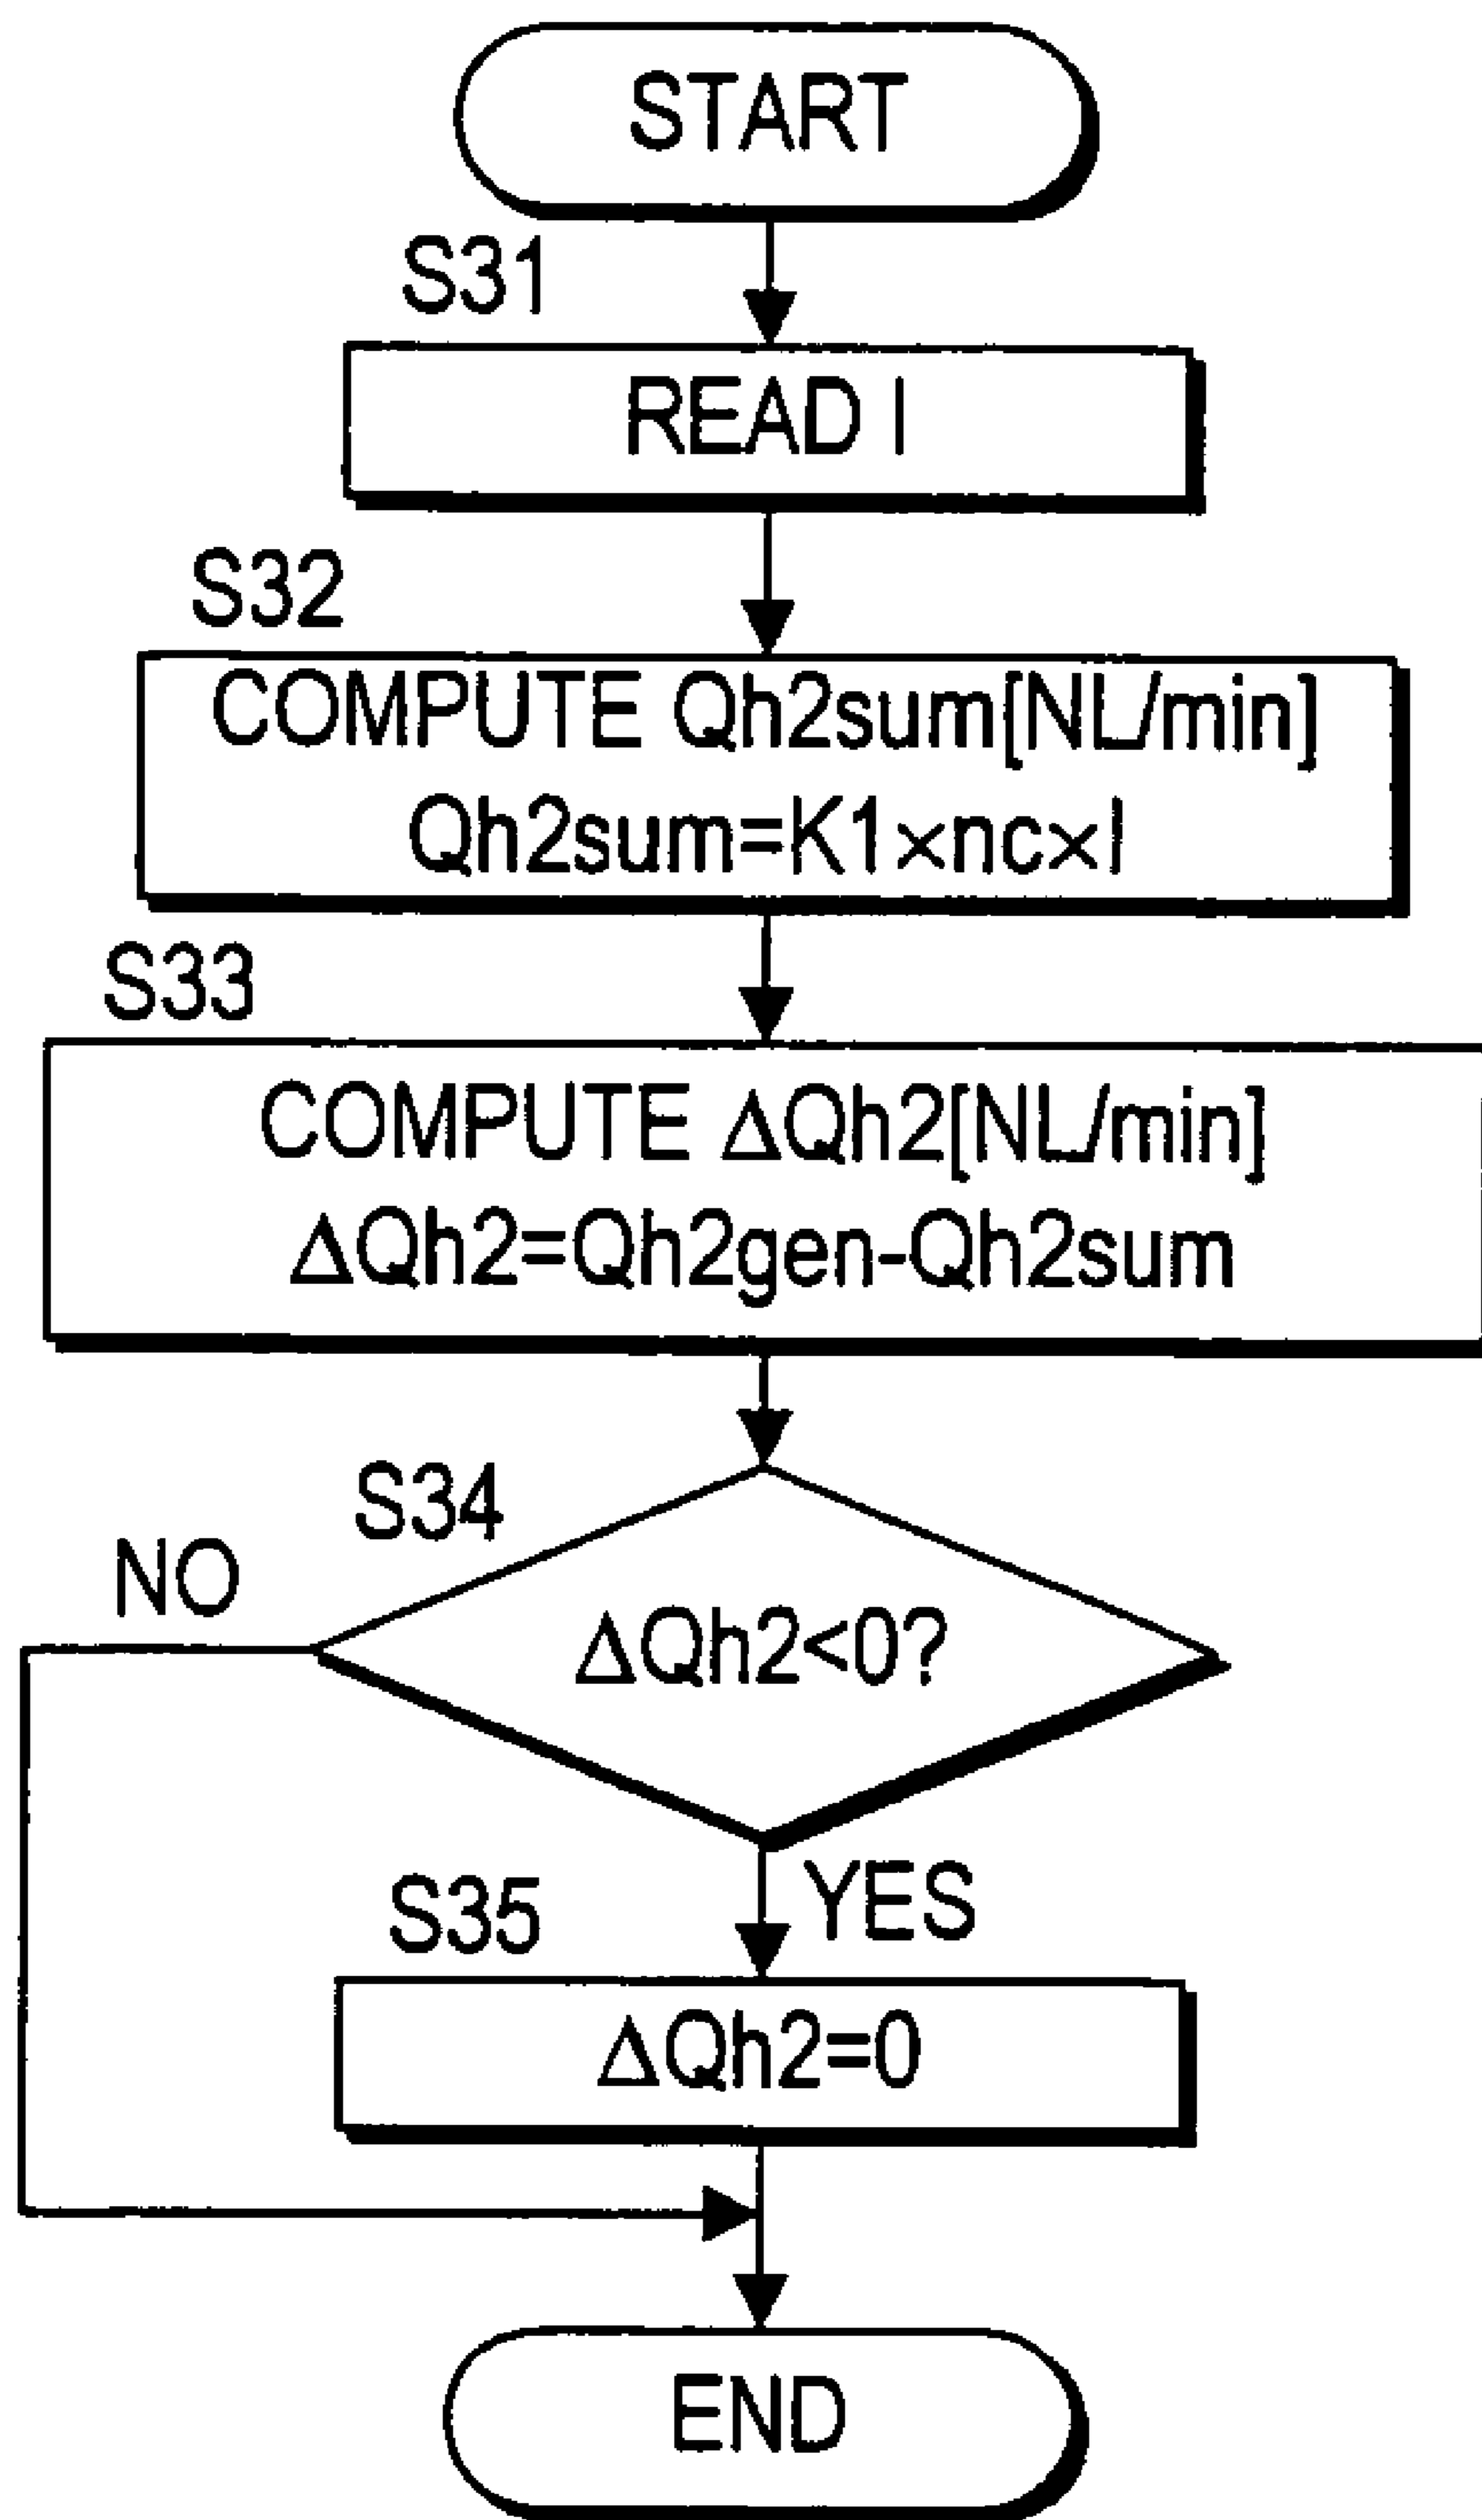 START
S31
READ I
S32
COMPUTE Qh2sum[NL/min]
Qh2sum=K1×nc×I
S33
COMPUTE ΔQh2[NL/min]
ΔQh2=Qh2gen-Qh2sum
S34
NO
ΔQh2<0?
YES
S35
ΔQh2=0
END